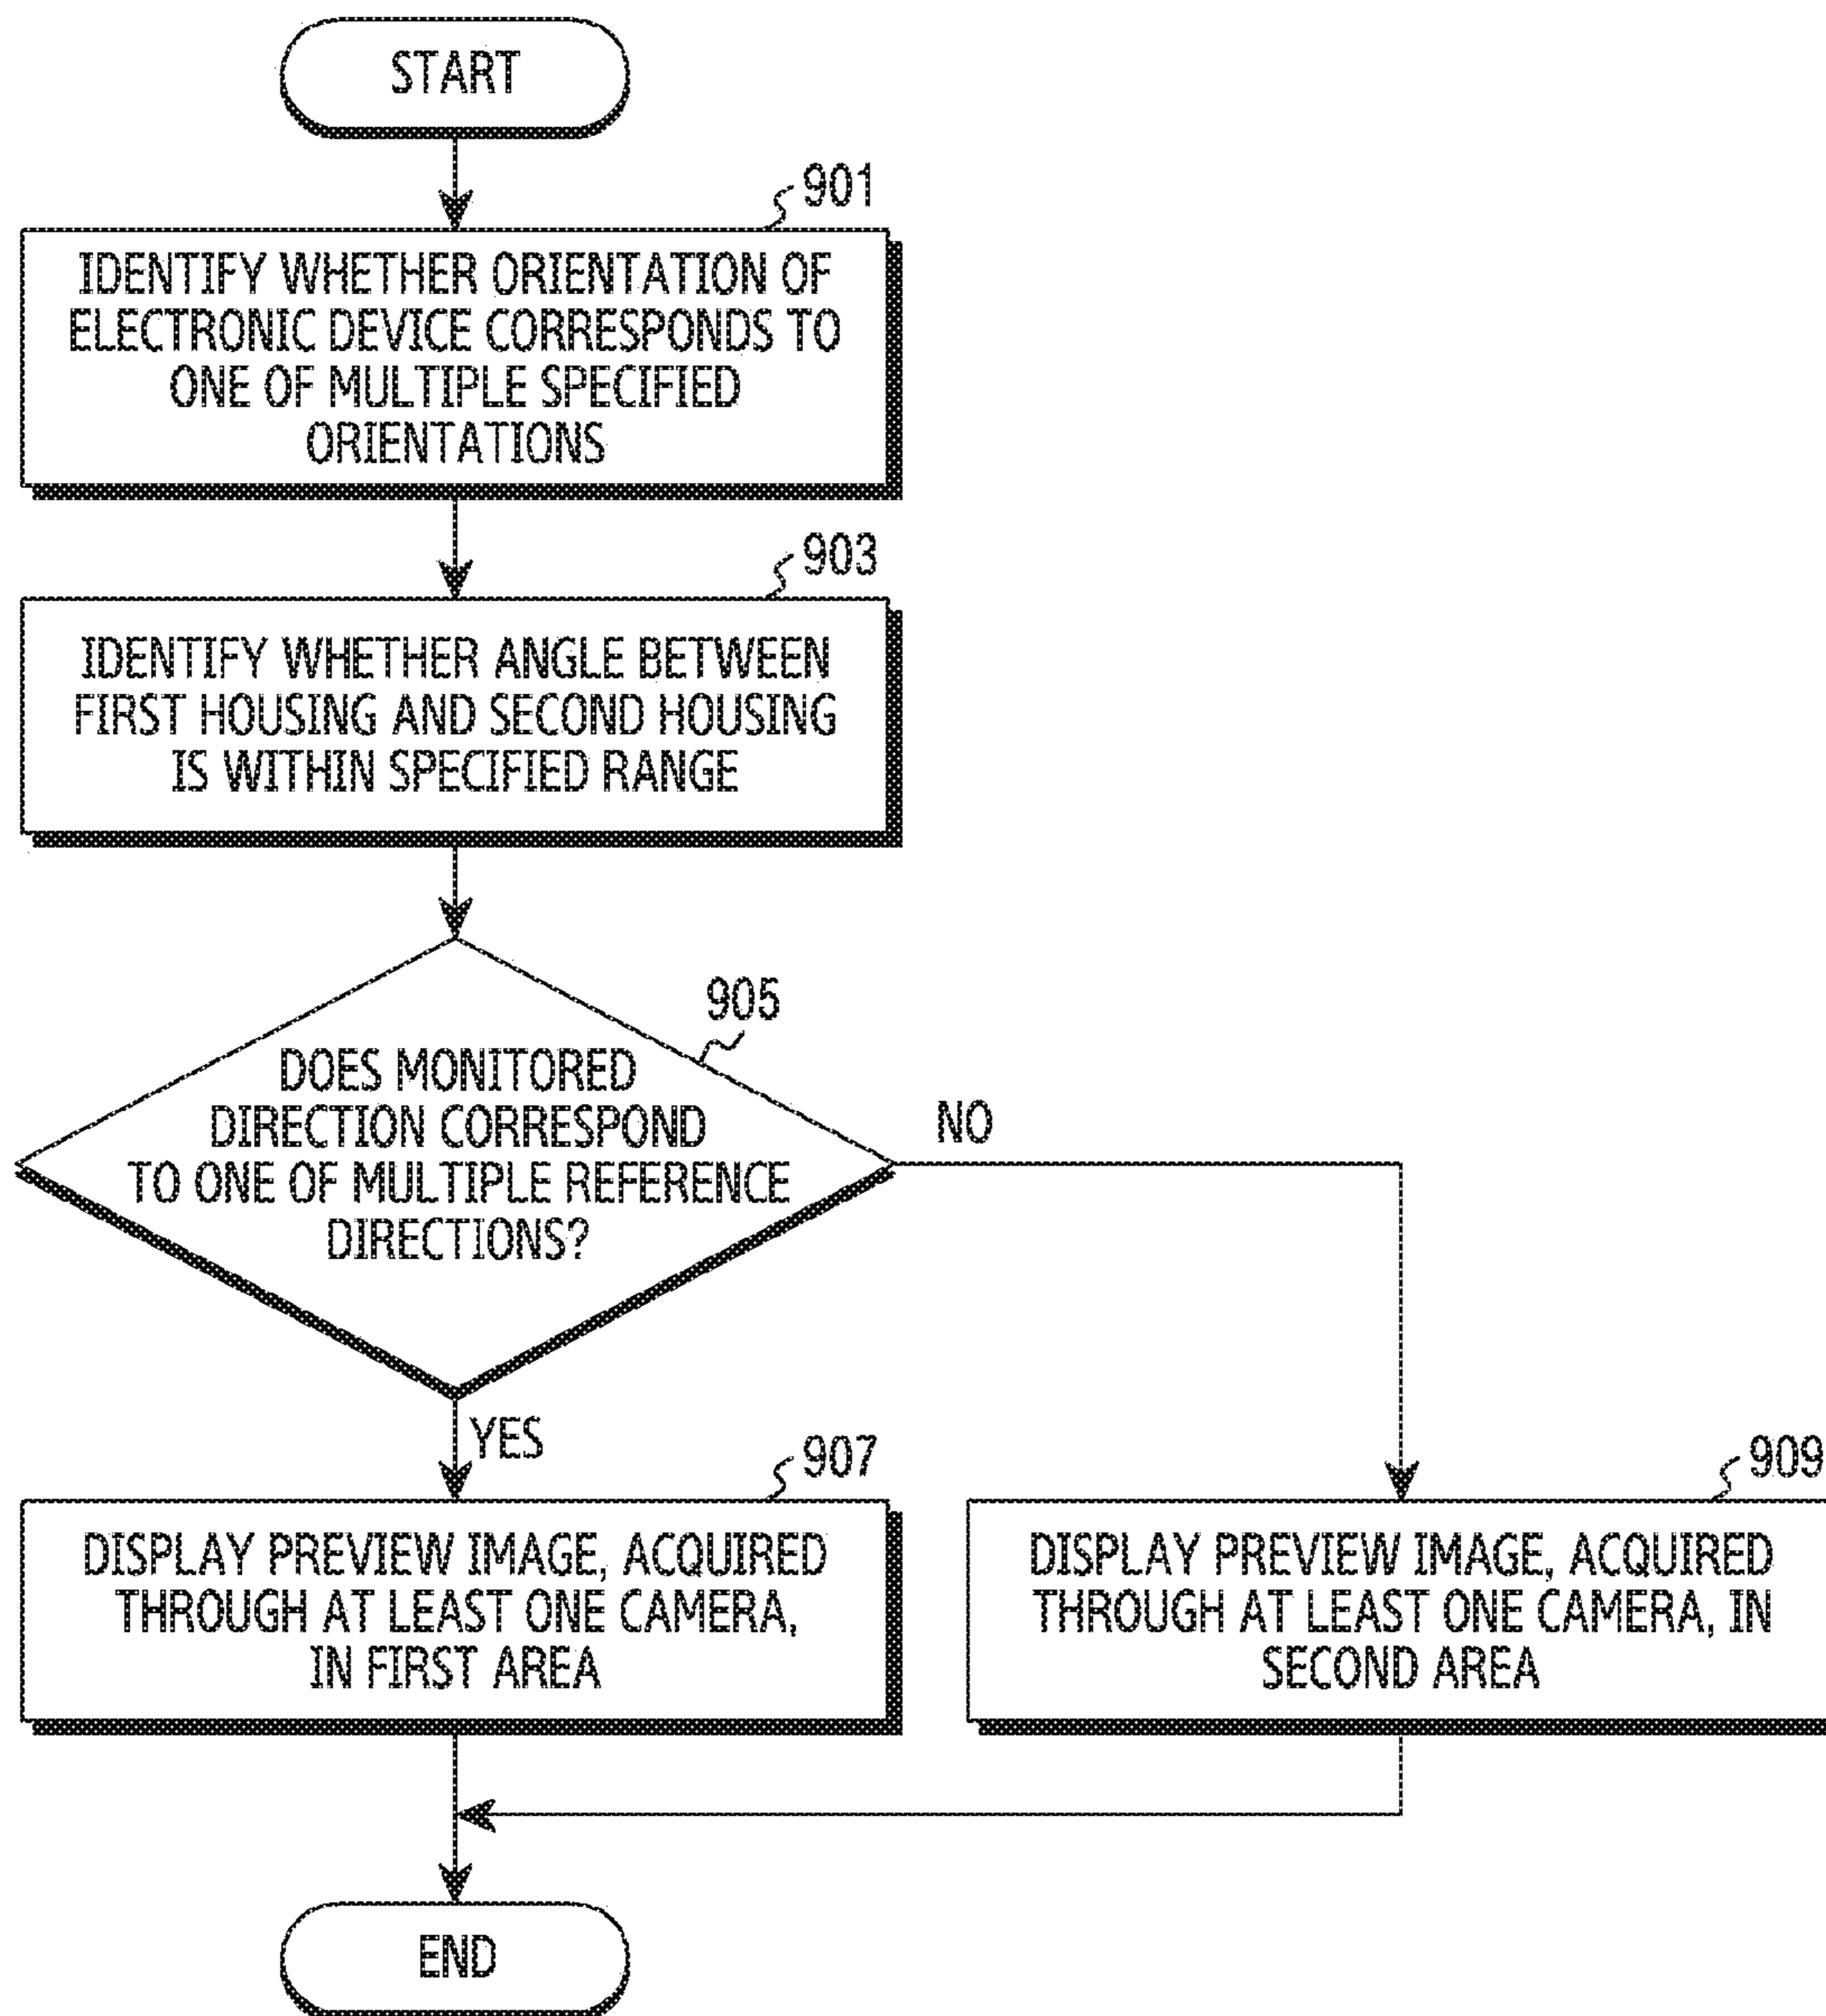 START
901
IDENTIFY WHETHER ORIENTATION OF
ELECTRONIC DEVICE CORRESPONDS TO
ONE OF MULTIPLE SPECIFIED
ORIENTATIONS
903
IDENTIFY WHETHER ANGLE BETWEEN
FIRST HOUSING AND SECOND HOUSING
IS WITHIN SPECIFIED RANGE
905
DOES MONITORED
DIRECTION CORRESPOND
TO ONE OF MULTIPLE REFERENCE
DIRECTIONS?
NO
YES
907
DISPLAY PREVIEW IMAGE, ACQUIRED
THROUGH AT LEAST ONE CAMERA,
IN FIRST AREA
909
DISPLAY PREVIEW IMAGE, ACQUIRED
THROUGH AT LEAST ONE CAMERA, IN
SECOND AREA
END